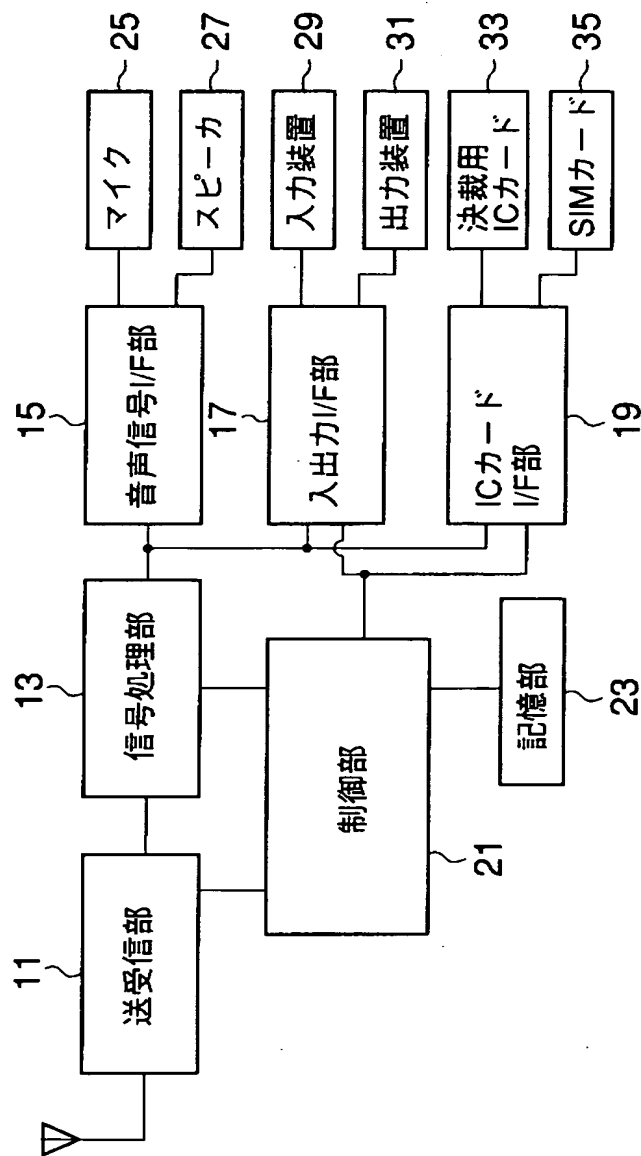 11
送受信部
13
信号処理部
21
制御部
23
記憶部
15
音声信号I/F部
17
入出力I/F部
19
ICカード
I/F部
マイク
25
スピーカ
27
入力装置
29
出力装置
31
決裁用
ICカード
33
SIMカード
35